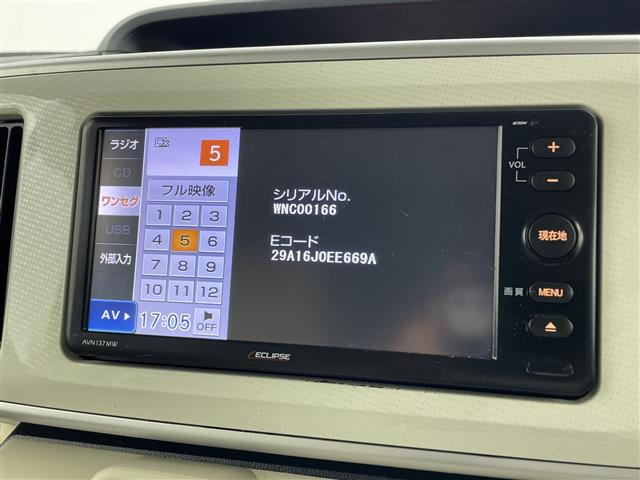 ラジオ
CD
ワンセグ
USB
外部入力
AV
5
フル映像
1 2 3
4 5 6
7 8 9
10 11 12
17:05
OFF
シリアルNo.
WNC00166
Eコード
29A16J0EE669A
ESN
+
VOL
−
現在地
画質 MENU
AVN137MW
ECLIPSE